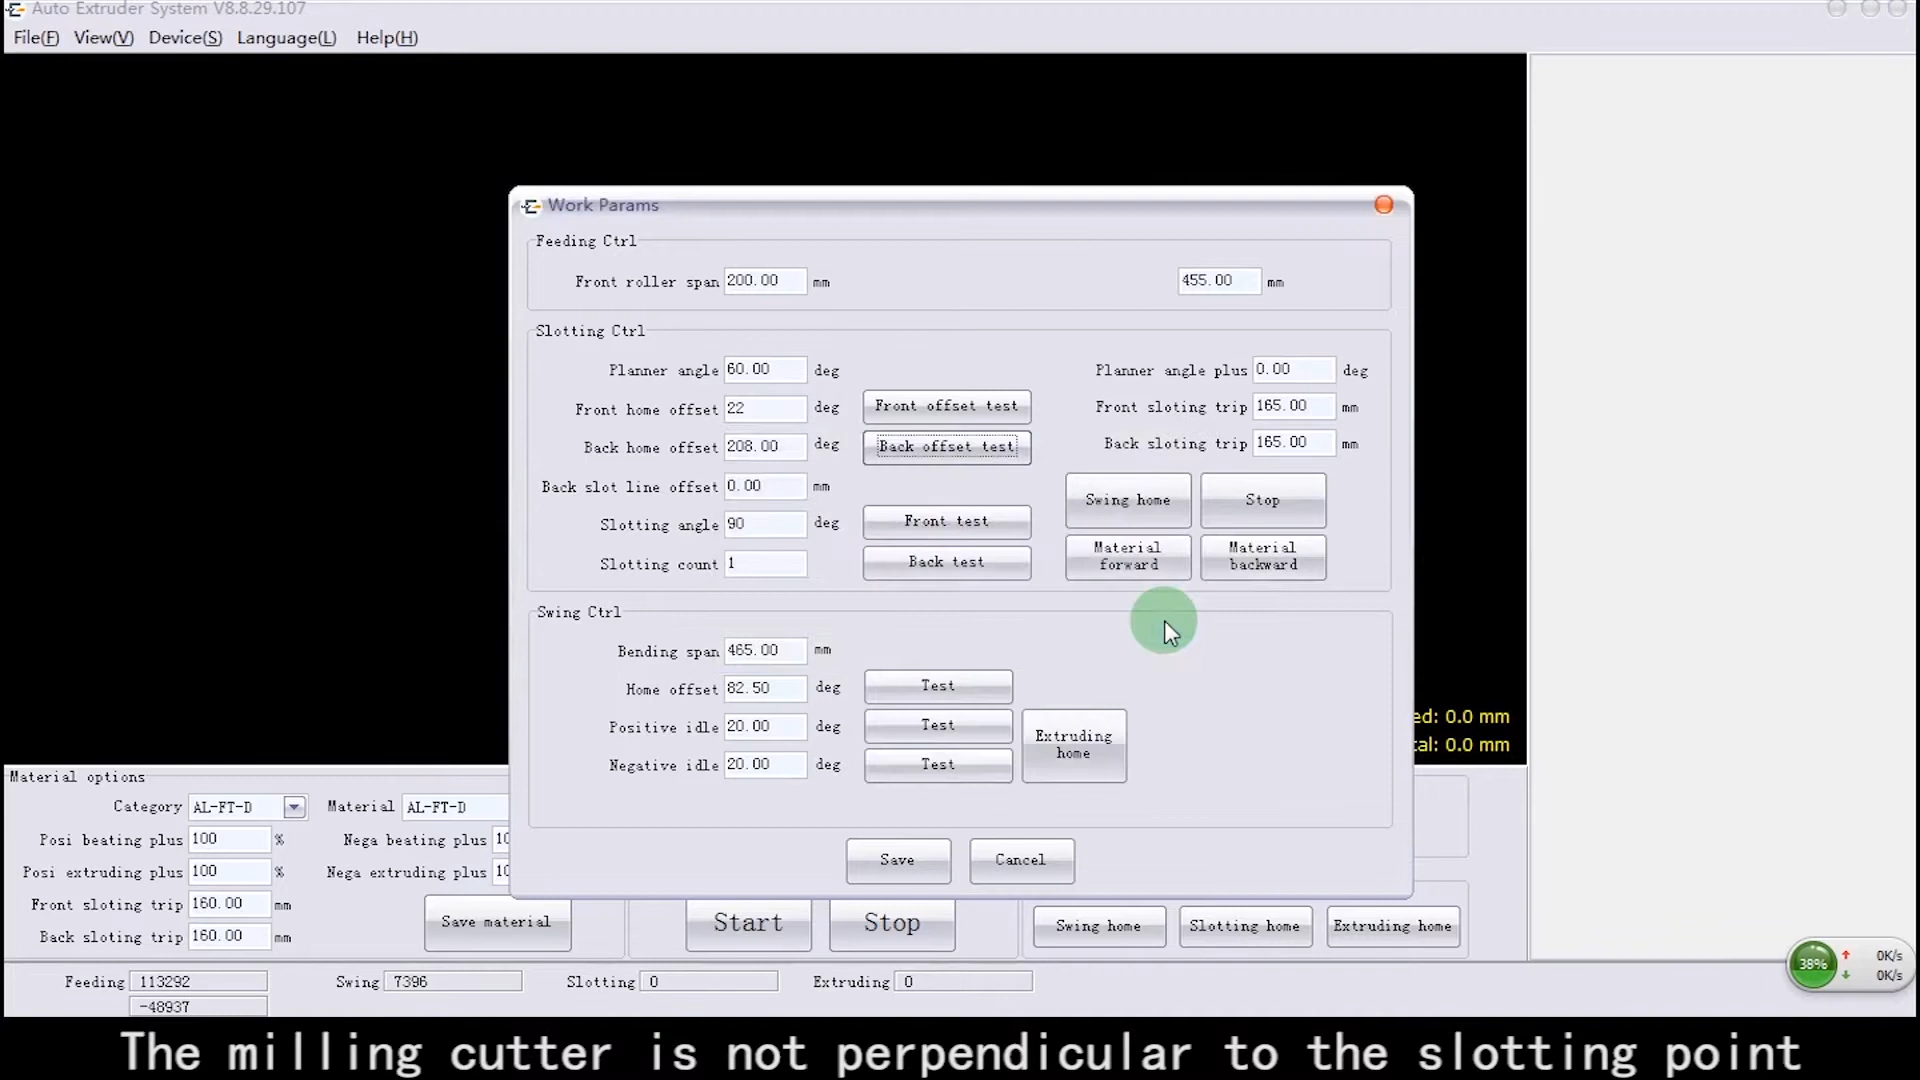 Auto Extruder System V8.8.29.107
File(F) View(V) Device(S) Language(L) Help(H)
Work Params
Feeding Ctrl
Front roller span 200.00 mm 455.00 mm
Slotting Ctrl
Planner angle 60.00 deg Planner angle plus 0.00 deg
Front home offset 22 deg Front offset test Front sloting trip 165.00 mm
Back home offset 208.00 deg Back offset test Back sloting trip 165.00 mm
Back slot line offset 0.00 mm Swing home Stop
Slotting angle 90 deg Front test
Slotting count 1 Back test Material forward Material backward
Swing Ctrl
Bending span 465.00 mm
Home offset 82.50 deg Test
Positive idle 20.00 deg Test Extruding home
Negative idle 20.00 deg Test
Save Cancel
ed: 0.0 mm
tal: 0.0 mm
Material options
Category AL-FT-D Material AL-FT-D
Posi beating plus 100 % Nega beating plus 10
Posi extruding plus 100 % Nega extruding plus 10
Front sloting trip 160.00 mm
Back sloting trip 160.00 mm
Save material Start Stop Swing home Slotting home Extruding home
Feeding 113292 Swing 7396 Slotting 0 Extruding 0
-48937
38% 0K/s
0K/s
The milling cutter is not perpendicular to the slotting point